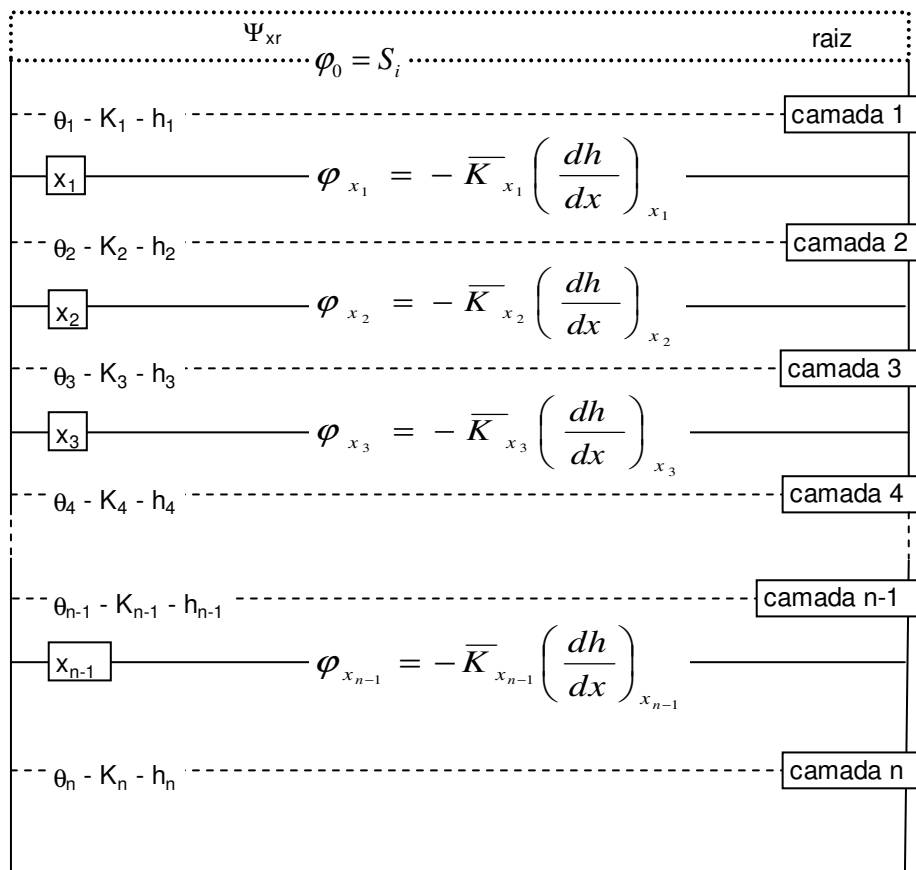 Ψxr raiz
φ0 = Si
θ1 - K1 - h1 camada 1
x1 φx1 = − K̅x1 (dh/dx)x1
θ2 - K2 - h2 camada 2
x2 φx2 = − K̅x2 (dh/dx)x2
θ3 - K3 - h3 camada 3
x3 φx3 = − K̅x3 (dh/dx)x3
θ4 - K4 - h4 camada 4
θn-1 - Kn-1 - hn-1 camada n-1
xn-1 φxn−1 = − K̅xn−1 (dh/dx)xn−1
θn - Kn - hn camada n